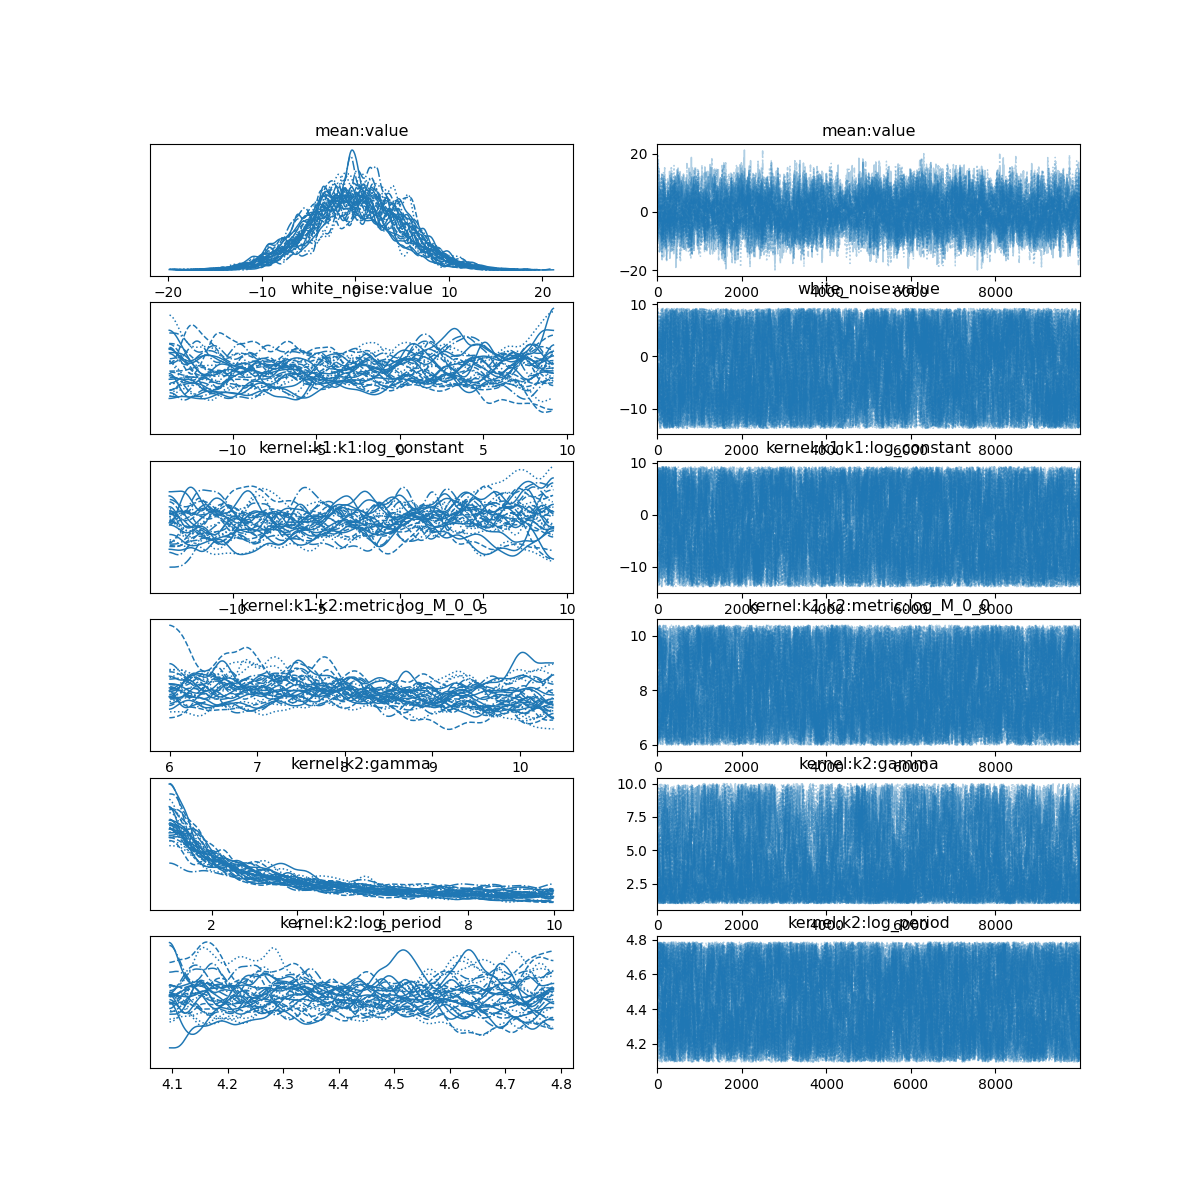 mean:value
mean:value
20
0
−20
−20 −10 0 10 20
0 2000 4000 6000 8000
white_noise:value
white_noise:value
10
0
−10
−10 −5 0 5 10
0 2000 4000 6000 8000
kernel:k1:k1:log_constant
kernel:k1:k1:log_constant
10
0
−10
−10 −5 0 5 10
0 2000 4000 6000 8000
kernel:k1:k2:metric:log_M_0_0
kernel:k1:k2:metric:log_M_0_0
10
8
6
6 7 8 9 10
0 2000 4000 6000 8000
kernel:k2:gamma
kernel:k2:gamma
10.0
7.5
5.0
2.5
2 4 6 8 10
0 2000 4000 6000 8000
kernel:k2:log_period
kernel:k2:log_period
4.8
4.6
4.4
4.2
4.1 4.2 4.3 4.4 4.5 4.6 4.7 4.8
0 2000 4000 6000 8000